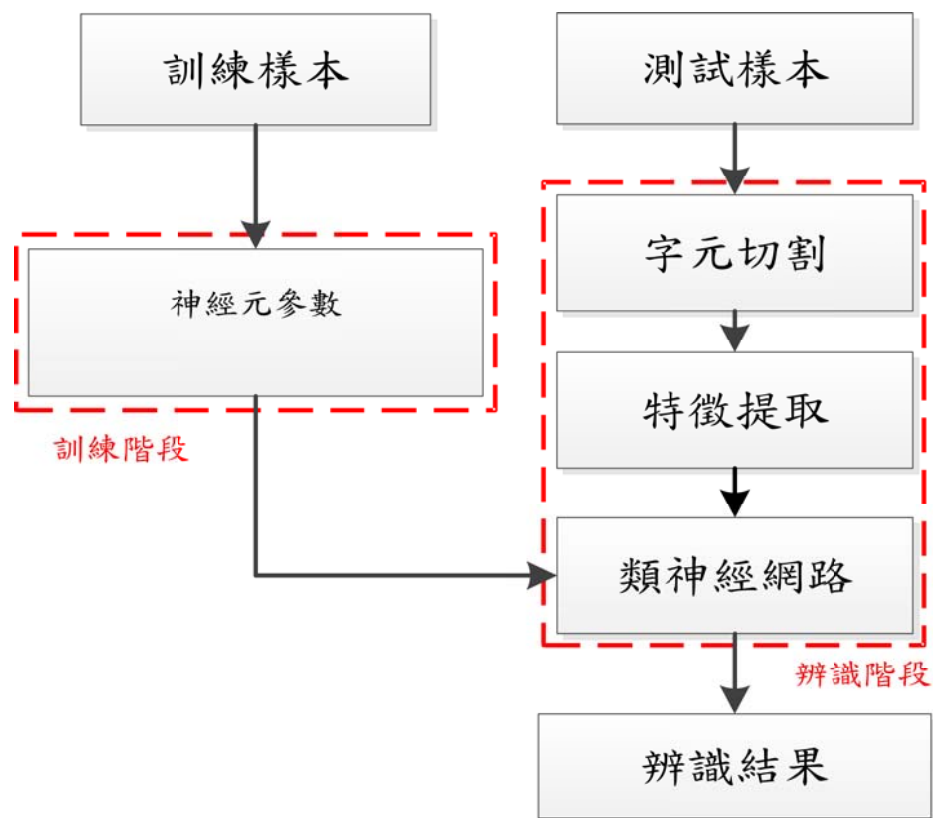 訓練樣本
測試樣本
字元切割
神經元參數
特徵提取
訓練階段
類神經網路
辨識階段
辨識結果